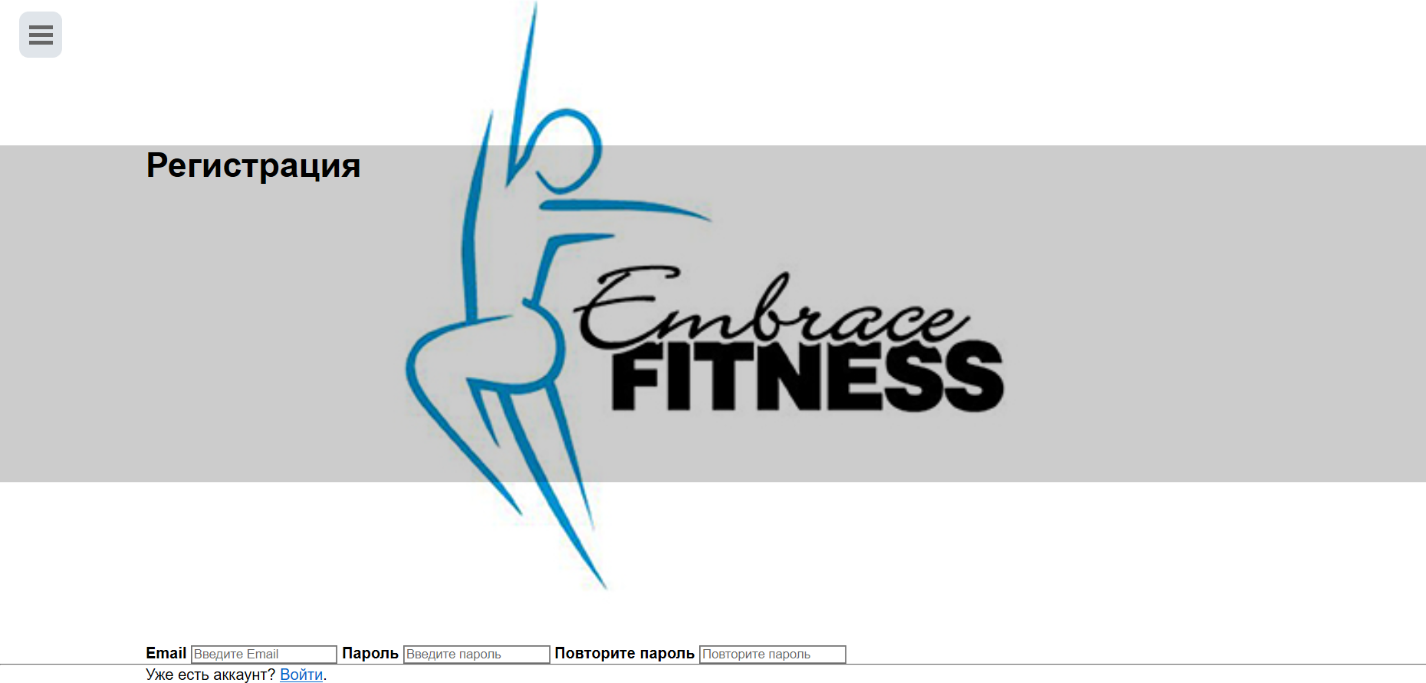 Регистрация
Embrace
FITNESS
Email Введите Email Пароль Введите пароль Повторите пароль Повторите пароль
Уже есть аккаунт? Войти.